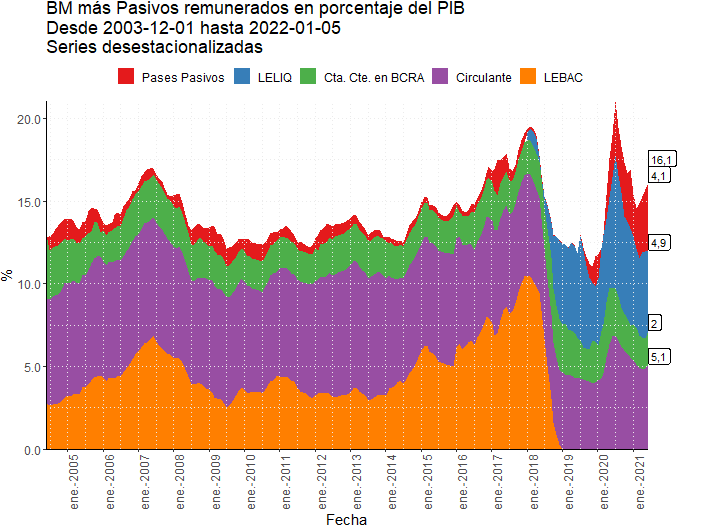 BM más Pasivos remunerados en porcentaje del PIB
Desde 2003-12-01 hasta 2022-01-05
Series desestacionalizadas
Pases Pasivos LELIQ Cta. Cte. en BCRA Circulante LEBAC
20.0
15.0
10.0
5.0
0.0
%
16,1
4,1
4,9
2
5,1
ene.-2005 ene.-2006 ene.-2007 ene.-2008 ene.-2009 ene.-2010 ene.-2011 ene.-2012 ene.-2013 ene.-2014 ene.-2015 ene.-2016 ene.-2017 ene.-2018 ene.-2019 ene.-2020 ene.-2021
Fecha